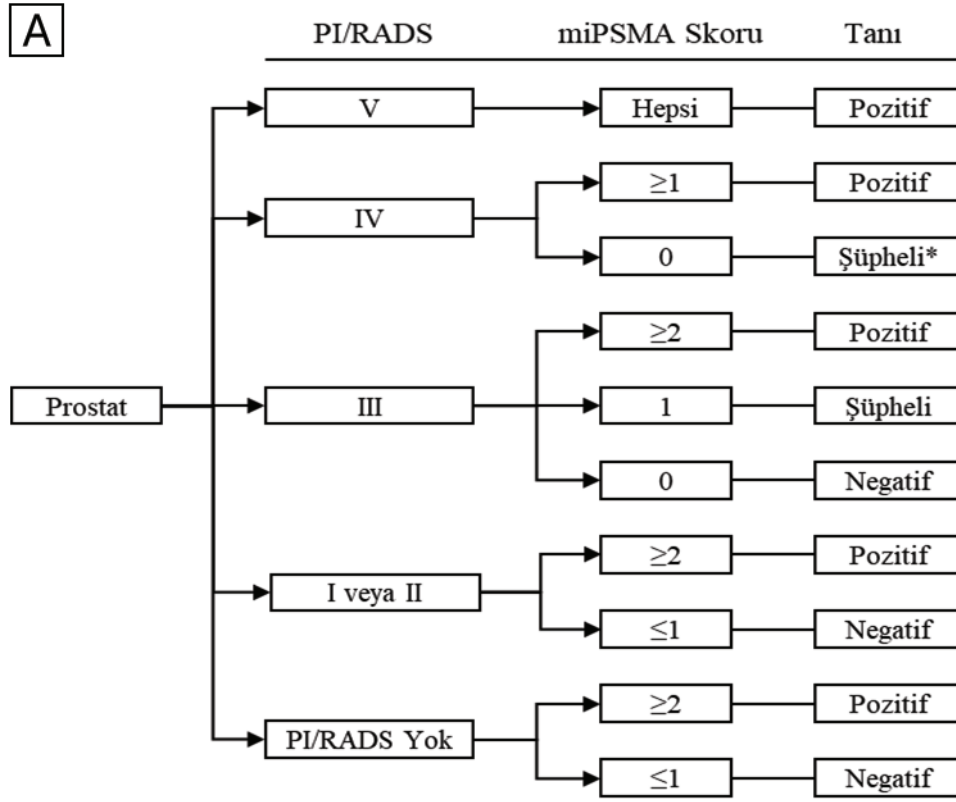 A
PI/RADS miPSMA Skoru Tanı
V Hepsi Pozitif
≥1 Pozitif
IV
0 Şüpheli*
≥2 Pozitif
Prostat III 1 Şüpheli
0 Negatif
≥2 Pozitif
I veya II
≤1 Negatif
≥2 Pozitif
PI/RADS Yok
≤1 Negatif